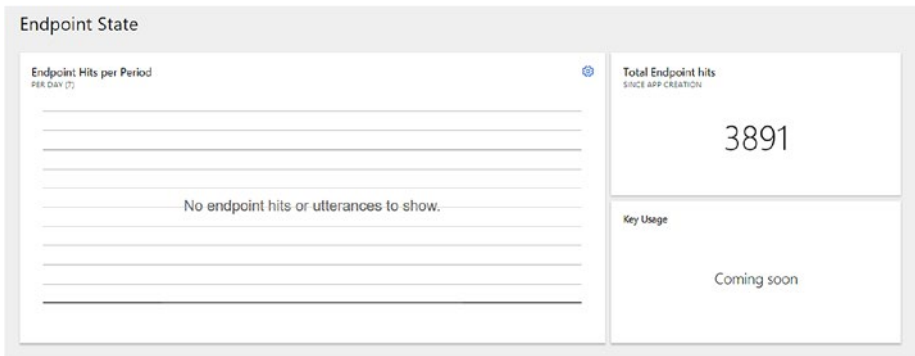 Endpoint State
Endpoint Hits per Period
PER DAY (7)
No endpoint hits or utterances to show.
Total Endpoint hits
SINCE APP CREATION
3891
Key Usage
Coming soon